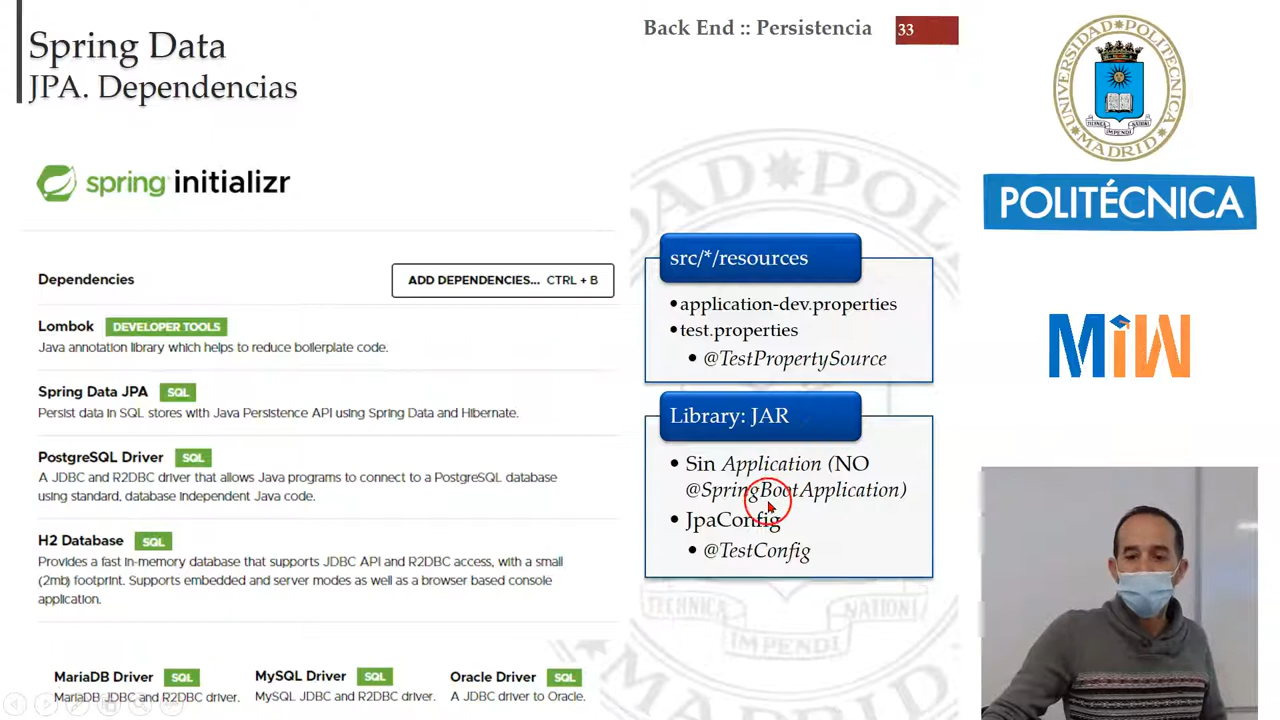 Spring Data
JPA. Dependencias
Back End :: Persistencia
33
spring initializr
Dependencies
ADD DEPENDENCIES... CTRL + B
Lombok DEVELOPER TOOLS
Java annotation library which helps to reduce boilerplate code.
Spring Data JPA SQL
Persist data in SQL stores with Java Persistence API using Spring Data and Hibernate.
PostgreSQL Driver SQL
A JDBC and R2DBC driver that allows Java programs to connect to a PostgreSQL database
using standard, database independent Java code.
H2 Database SQL
Provides a fast in-memory database that supports JDBC API and R2DBC access, with a small
(2mb) footprint. Supports embedded and server modes as well as a browser based console
application.
MariaDB Driver SQL
MariaDB JDBC and R2DBC driver.
MySQL Driver SQL
MySQL JDBC and R2DBC driver.
Oracle Driver SQL
A JDBC driver to Oracle.
src/*/resources
•application-dev.properties
•test.properties
• @TestPropertySource
Library: JAR
• Sin Application (NO
@SpringBootApplication)
• JpaConfig
• @TestConfig
TECHNICA
IMPENDI
NATIONI
UNIVERSIDAD POLITÉCNICA
MADRID
POLITÉCNICA
MiW